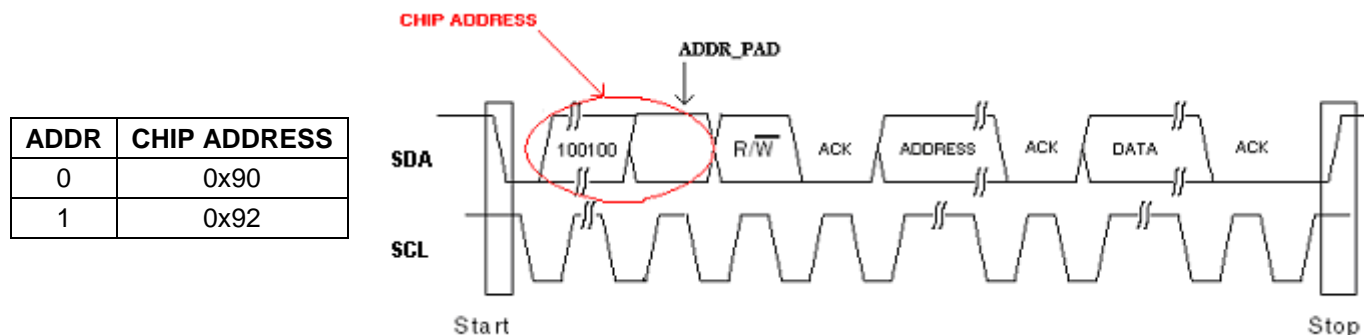 CHIP ADDRESS
ADDR_PAD
ADDR CHIP ADDRESS
0 0x90
1 0x92
SDA 100100 R/W̅ ACK ADDRESS ACK DATA ACK
SCL
Start Stop